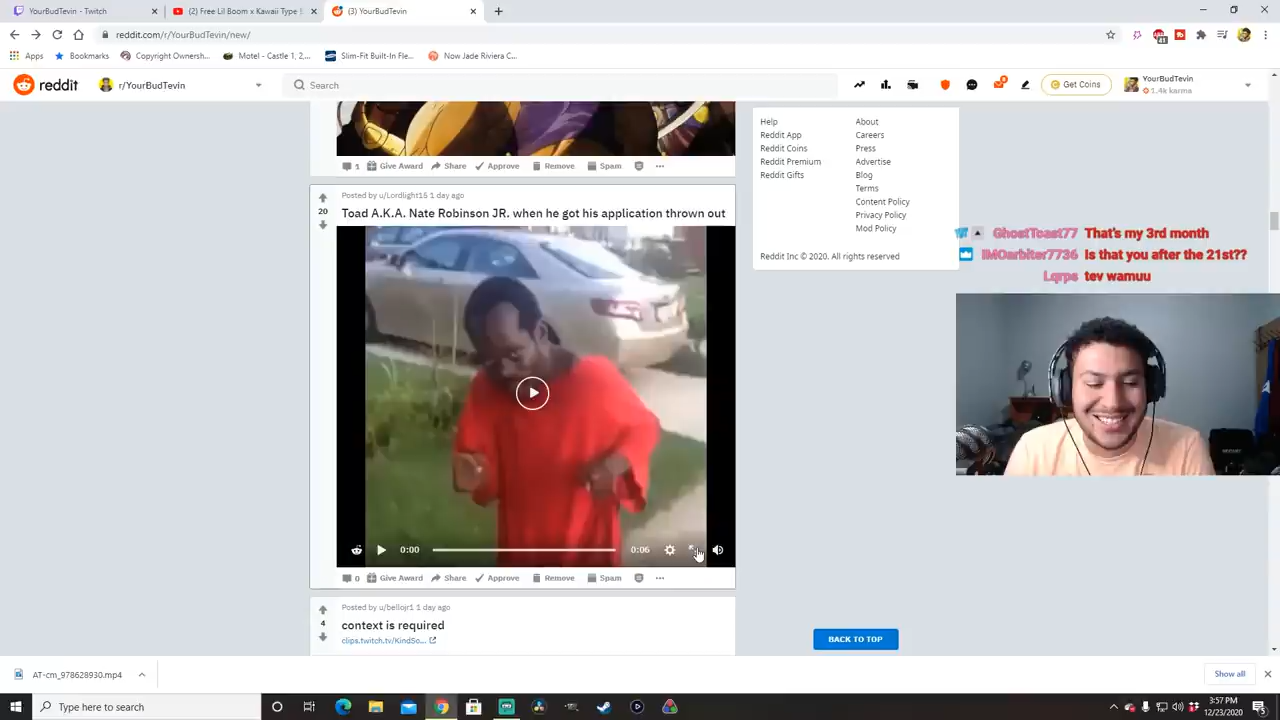 YourBudTevin - Twitch
(2) Free Lil Boom x Kawaii Type B
(3) YourBudTevin
reddit.com/r/YourBudTevin/new/
Apps
Bookmarks
Copyright Ownersh...
Motel - Castle 1, 2,...
Slim-Fit Built-In Fle...
Now Jade Riviera C...
reddit
r/YourBudTevin
Search
Get Coins
YourBudTevin
1.4k karma
1 Give Award Share Approve Remove Spam
Help
Reddit App
Reddit Coins
Reddit Premium
Reddit Gifts
About
Careers
Press
Advertise
Blog
Terms
Content Policy
Privacy Policy
Mod Policy
Reddit Inc © 2020. All rights reserved
Posted by u/Lordlight15 1 day ago
20
Toad A.K.A. Nate Robinson JR. when he got his application thrown out
GhostToast77 That's my 3rd month
IMOarbiter7736 Is that you after the 21st??
Lqrps tev wamuu
0:00
0:06
0 Give Award Share Approve Remove Spam
Posted by u/bellojr1 1 day ago
4
context is required
clips.twitch.tv/KindSo...
BACK TO TOP
AT-cm_978628930.mp4
Show all
Type here to search
3:57 PM
12/23/2020